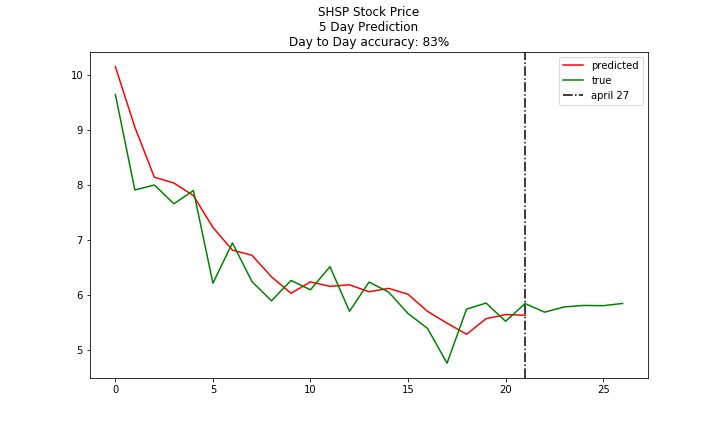 SHSP Stock Price
5 Day Prediction
Day to Day accuracy: 83%
predicted
true
april 27
10
9
8
7
6
5
0
5
10
15
20
25